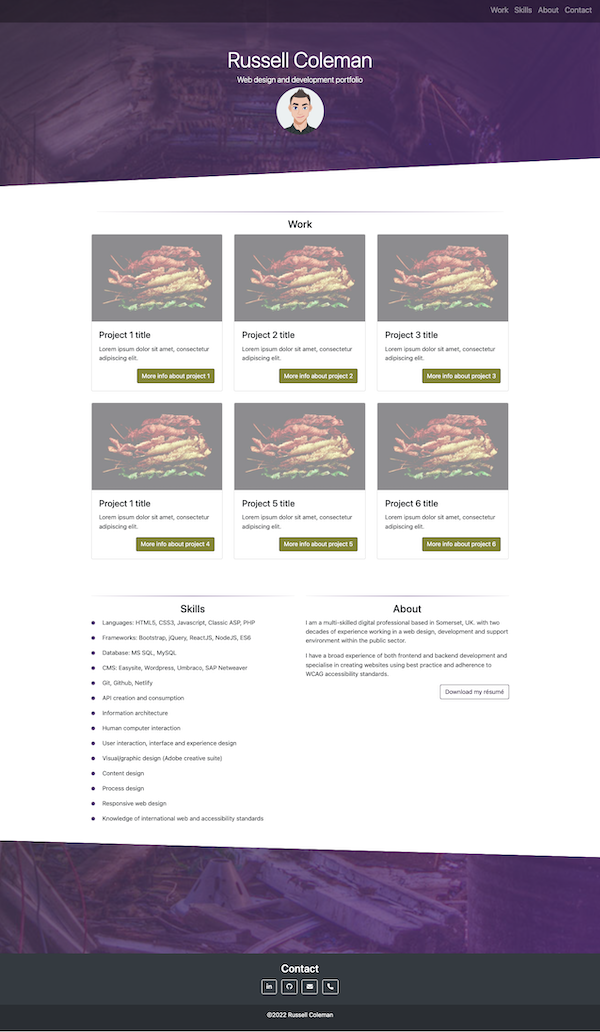 Work Skills About Contact
Russell Coleman
Web design and development portfolio
Work
Project 1 title
Lorem ipsum dolor sit amet, consectetur
adipiscing elit.
More info about project 1
Project 2 title
Lorem ipsum dolor sit amet, consectetur
adipiscing elit.
More info about project 2
Project 3 title
Lorem ipsum dolor sit amet, consectetur
adipiscing elit.
More info about project 3
Project 1 title
Lorem ipsum dolor sit amet, consectetur
adipiscing elit.
More info about project 4
Project 5 title
Lorem ipsum dolor sit amet, consectetur
adipiscing elit.
More info about project 5
Project 6 title
Lorem ipsum dolor sit amet, consectetur
adipiscing elit.
More info about project 6
Skills
Languages: HTML5, CSS3, Javascript, Classic ASP, PHP
Frameworks: Bootstrap, jQuery, ReactJS, NodeJS, ES6
Database: MS SQL, MySQL
CMS: Easysite, Wordpress, Umbraco, SAP Netweaver
Git, Github, Netlify
API creation and consumption
Information architecture
Human computer interaction
User interaction, interface and experience design
Visual/graphic design (Adobe creative suite)
Content design
Process design
Responsive web design
Knowledge of international web and accessibility standards
About
I am a multi-skilled digital professional based in Somerset, UK. with two
decades of experience working in a web design, development and support
environment within the public sector.
I have a broad experience of both frontend and backend development and
specialise in creating websites using best practice and adherence to
WCAG accessibility standards.
Download my résumé
Contact
©2022 Russell Coleman